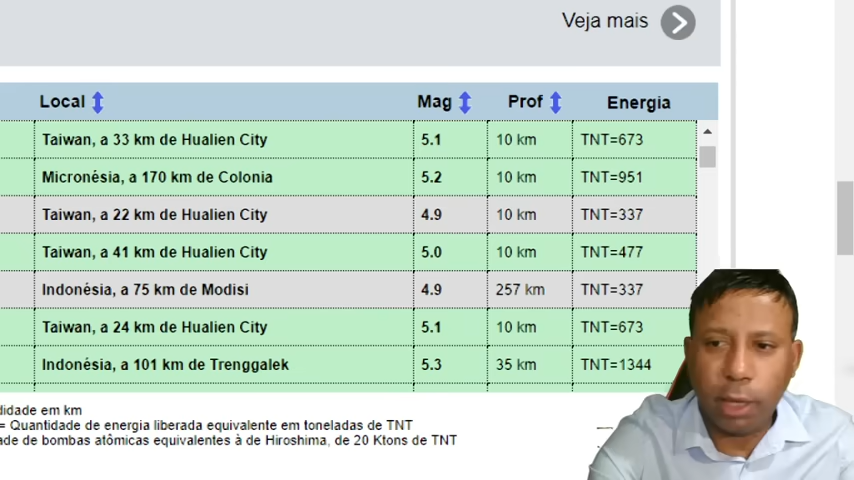 Veja mais
Local Mag Prof Energia
Taiwan, a 33 km de Hualien City 5.1 10 km TNT=673
Micronésia, a 170 km de Colonia 5.2 10 km TNT=951
Taiwan, a 22 km de Hualien City 4.9 10 km TNT=337
Taiwan, a 41 km de Hualien City 5.0 10 km TNT=477
Indonésia, a 75 km de Modisi 4.9 257 km TNT=337
Taiwan, a 24 km de Hualien City 5.1 10 km TNT=673
Indonésia, a 101 km de Trenggalek 5.3 35 km TNT=1344
didade em km
= Quantidade de energia liberada equivalente em toneladas de TNT
ade de bombas atômicas equivalentes à de Hiroshima, de 20 Ktons de TNT